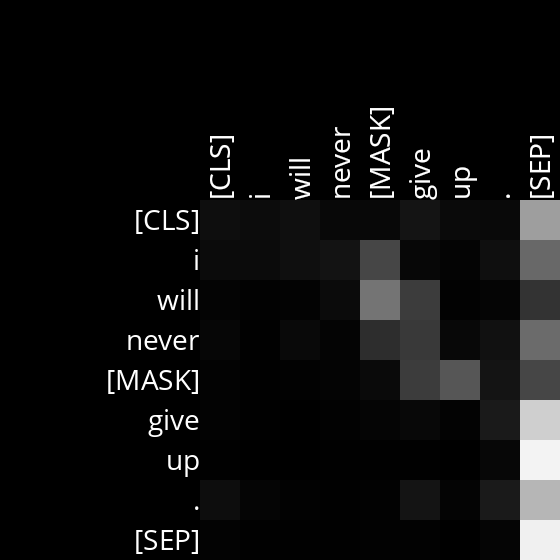 [CLS] i will never [MASK] give up . [SEP]
[CLS]
i
will
never
[MASK]
give
up
.
[SEP]